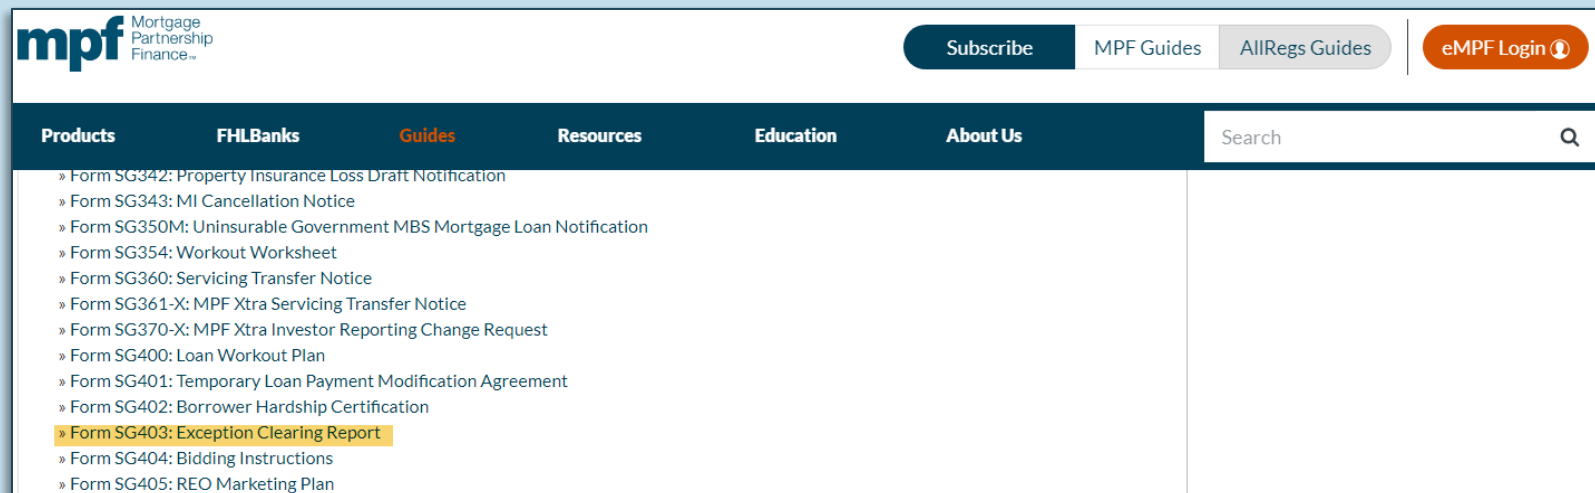 mpf Mortgage
Partnership
Finance™
Subscribe MPF Guides AllRegs Guides eMPF Login
Products FHLBanks Guides Resources Education About Us Search
» Form SG342: Property Insurance Loss Draft Notification
» Form SG343: MI Cancellation Notice
» Form SG350M: Uninsurable Government MBS Mortgage Loan Notification
» Form SG354: Workout Worksheet
» Form SG360: Servicing Transfer Notice
» Form SG361-X: MPF Xtra Servicing Transfer Notice
» Form SG370-X: MPF Xtra Investor Reporting Change Request
» Form SG400: Loan Workout Plan
» Form SG401: Temporary Loan Payment Modification Agreement
» Form SG402: Borrower Hardship Certification
» Form SG403: Exception Clearing Report
» Form SG404: Bidding Instructions
» Form SG405: REO Marketing Plan